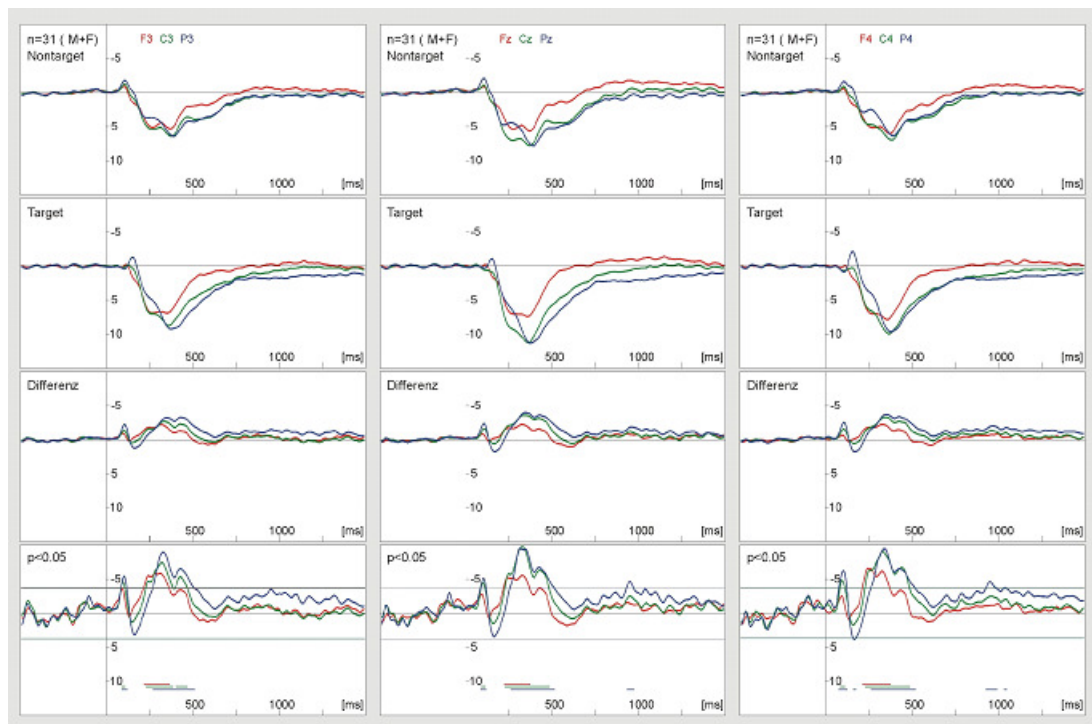 n=31 ( M+F) F3 C3 P3
Nontarget
-5
5
-10
500 1000 [ms]
n=31 ( M+F) Fz Cz Pz
Nontarget
-5
5
-10
500 1000 [ms]
n=31 ( M+F) F4 C4 P4
Nontarget
-5
5
-10
500 1000 [ms]
Target
-5
5
10
500 1000 [ms]
Target
-5
5
-10
500 1000 [ms]
Target
-5
5
-10
500 1000 [ms]
Differenz
-5
5
-10
500 1000 [ms]
Differenz
-5
5
-10
500 1000 [ms]
Differenz
-5
5
-10
500 1000 [ms]
p<0.05
-5
5
10
500 1000 [ms]
p<0.05
-5
5
10
500 1000 [ms]
p<0.05
-5
5
10
500 1000 [ms]